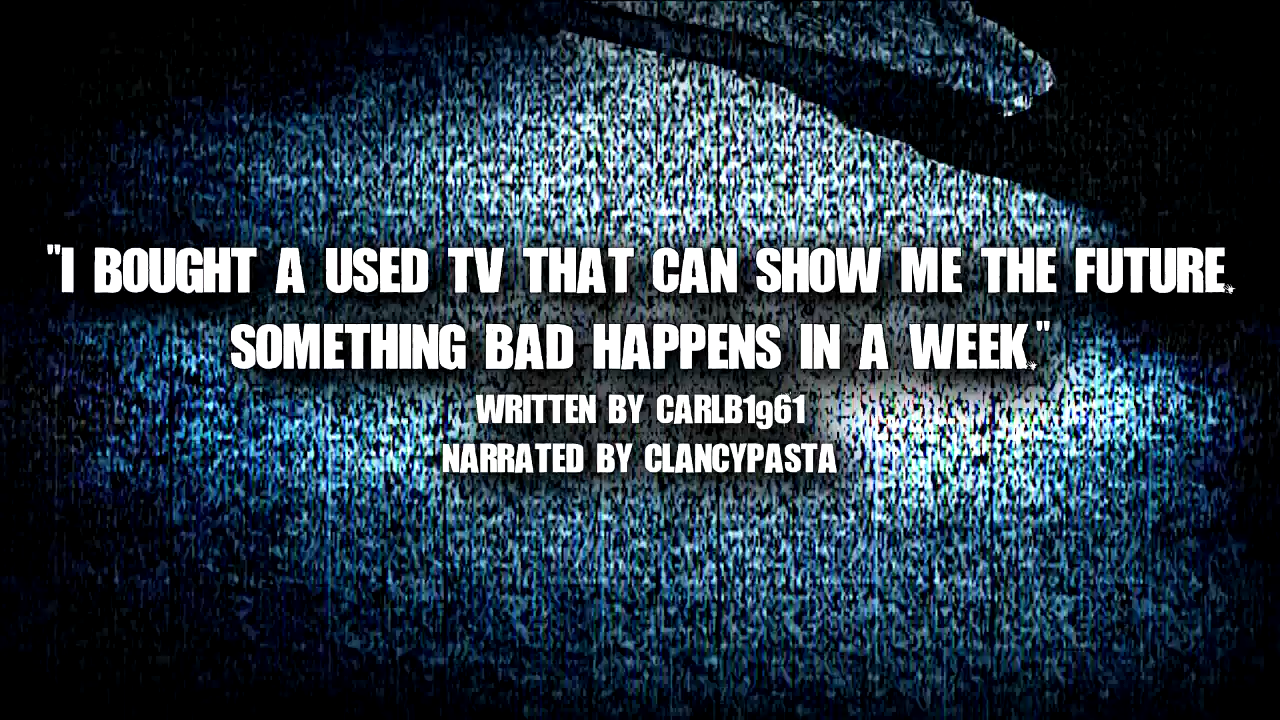 "I BOUGHT A USED TV THAT CAN SHOW ME THE FUTURE.
SOMETHING BAD HAPPENS IN A WEEK."
WRITTEN BY CARLB1961
NARRATED BY CLANCYPASTA